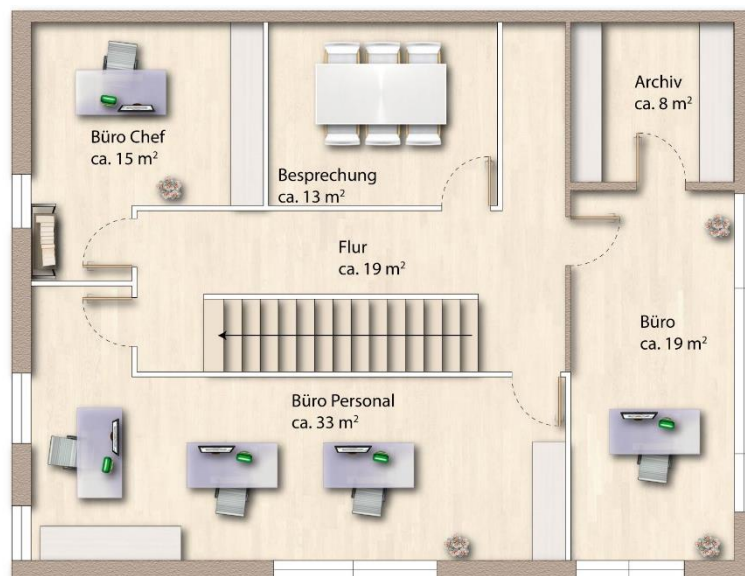 Büro Chef
ca. 15 m²
Besprechung
ca. 13 m²
Archiv
ca. 8 m²
Flur
ca. 19 m²
Büro
ca. 19 m²
Büro Personal
ca. 33 m²